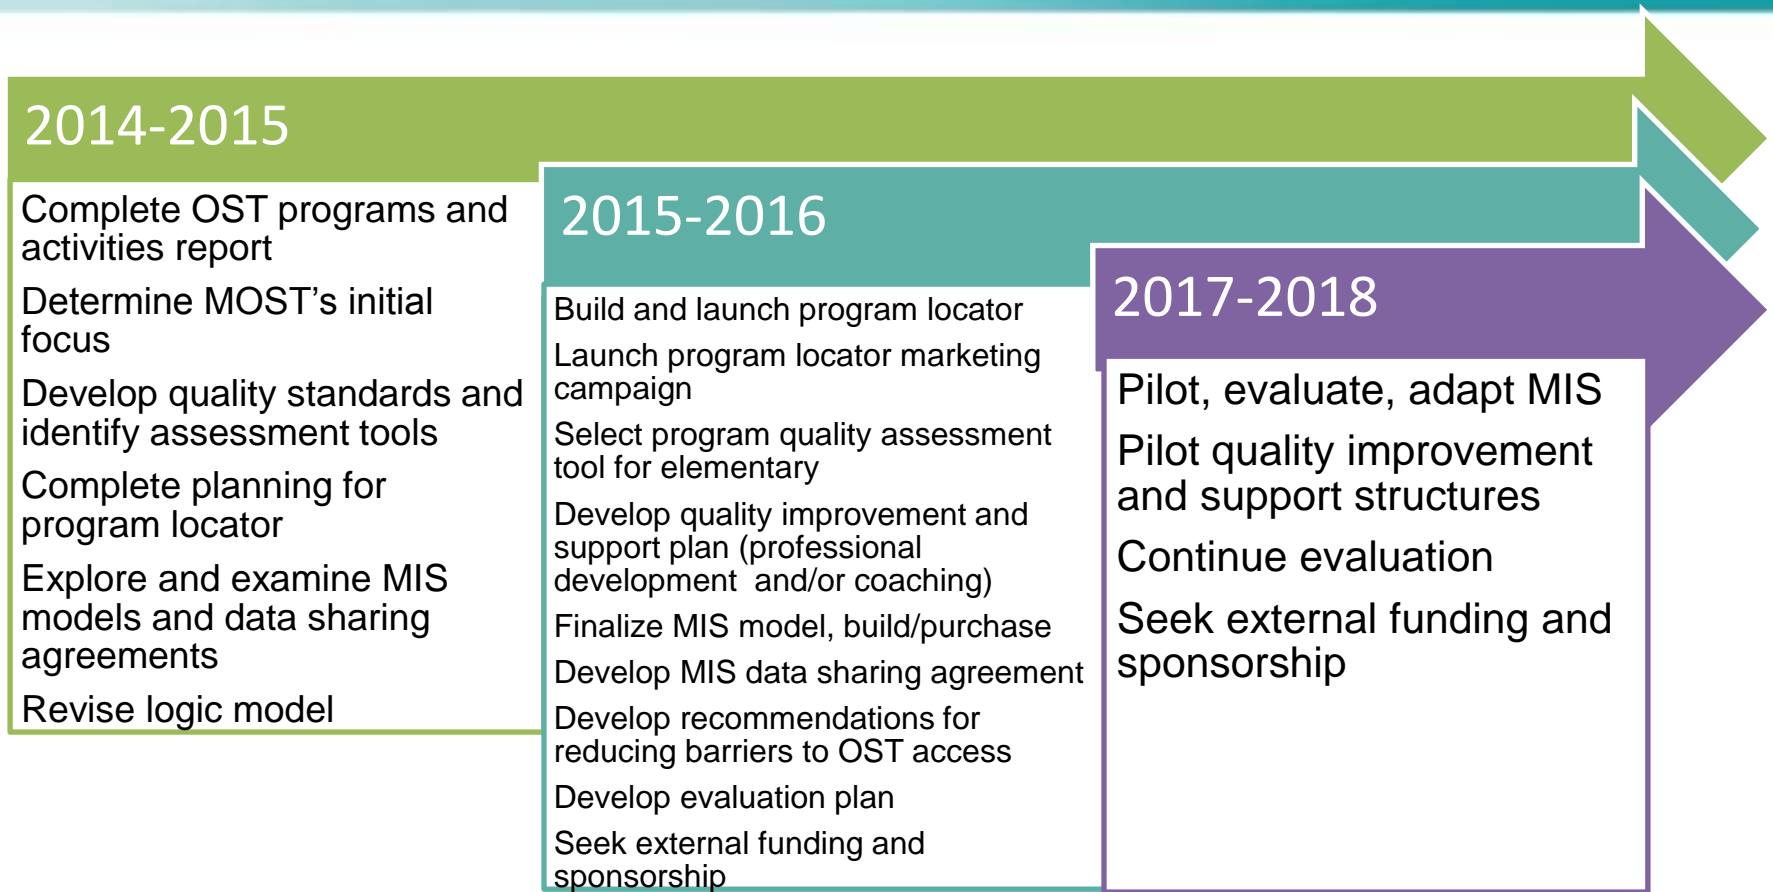 2014-2015
Complete OST programs and
activities report
Determine MOST’s initial
focus
Develop quality standards and
identify assessment tools
Complete planning for
program locator
Explore and examine MIS
models and data sharing
agreements
Revise logic model
2015-2016
Build and launch program locator
Launch program locator marketing
campaign
Select program quality assessment
tool for elementary
Develop quality improvement and
support plan (professional
development  and/or coaching)
Finalize MIS model, build/purchase
Develop MIS data sharing agreement
Develop recommendations for
reducing barriers to OST access
Develop evaluation plan
Seek external funding and
sponsorship
2017-2018
Pilot, evaluate, adapt MIS
Pilot quality improvement
and support structures
Continue evaluation
Seek external funding and
sponsorship